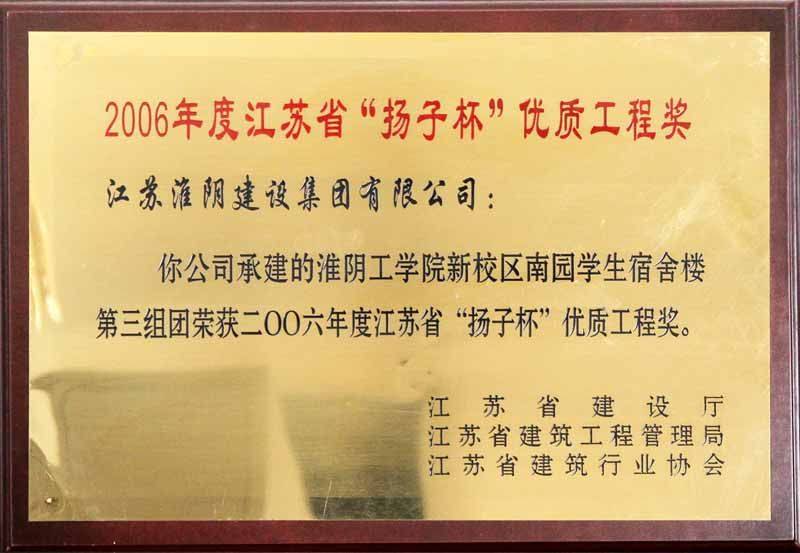 2006年度江苏省“扬子杯”优质工程奖
江苏淮阴建设集团有限公司：
你公司承建的淮阴工学院新校区南园学生宿舍楼
第三组团荣获二OO六年度江苏省“扬子杯”优质工程奖。
江苏省建设厅
江苏省建筑工程管理局
江苏省建筑行业协会